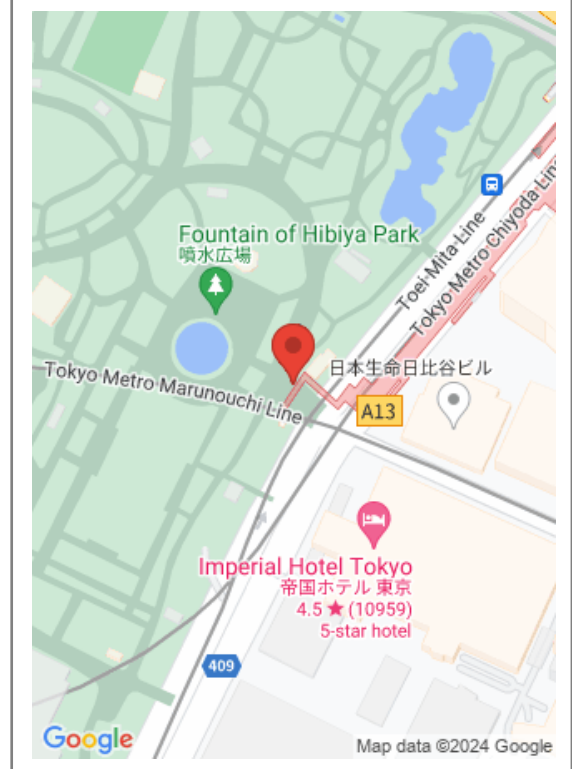 Fountain of Hibiya Park
噴水広場
Toei Mita Line
Tokyo Metro Chiyoda Line
Tokyo Metro Marunouchi Line
日本生命日比谷ビル
A13
Imperial Hotel Tokyo
帝国ホテル 東京
4.5★(10959)
5-star hotel
409
Google
Map data ©2024 Google